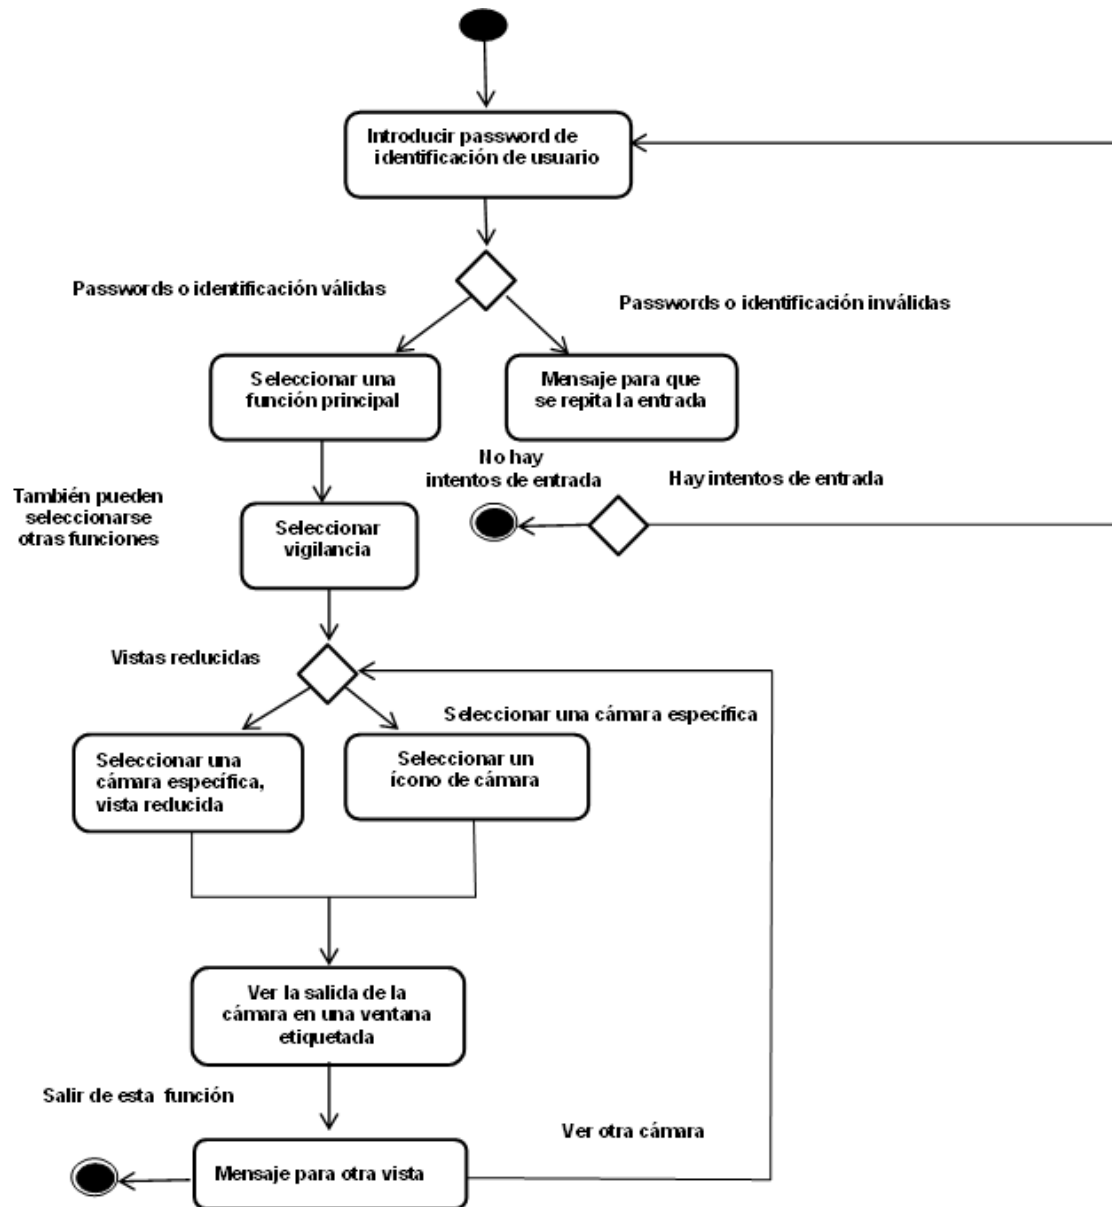 Introducir password de
identificación de usuario
Passwords o identificación válidas
Passwords o identificación inválidas
Seleccionar una
función principal
Mensaje para que
se repita la entrada
No hay
intentos de entrada
Hay intentos de entrada
También pueden
seleccionarse
otras funciones
Seleccionar
vigilancia
Vistas reducidas
Seleccionar una cámara específica
Seleccionar una
cámara específica,
vista reducida
Seleccionar un
ícono de cámara
Ver la salida de la
cámara en una ventana
etiquetada
Salir de esta función
Ver otra cámara
Mensaje para otra vista